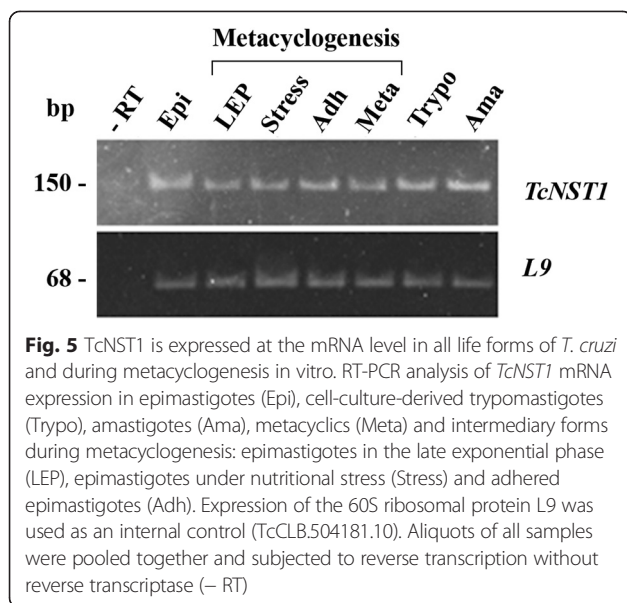 Metacyclogenesis
bp - RT Epi LEP Stress Adh Meta Trypo Ama
150 - TcNST1
68 - L9
Fig. 5 TcNST1 is expressed at the mRNA level in all life forms of T. cruzi
and during metacyclogenesis in vitro. RT-PCR analysis of TcNST1 mRNA
expression in epimastigotes (Epi), cell-culture-derived trypomastigotes
(Trypo), amastigotes (Ama), metacyclics (Meta) and intermediary forms
during metacyclogenesis: epimastigotes in the late exponential phase
(LEP), epimastigotes under nutritional stress (Stress) and adhered
epimastigotes (Adh). Expression of the 60S ribosomal protein L9 was
used as an internal control (TcCLB.504181.10). Aliquots of all samples
were pooled together and subjected to reverse transcription without
reverse transcriptase (− RT)